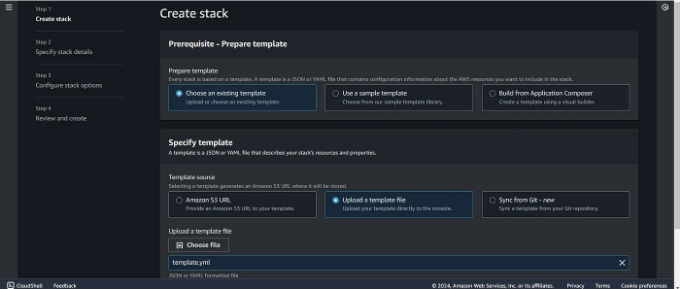 Step 1
Create stack
Step 2
Specify stack details
Step 3
Configure stack options
Step 4
Review and create
Create stack
Prerequisite - Prepare template
Prepare template
Every stack is based on a template. A template is a JSON or YAML file that contains configuration information about the AWS resources you want to include in the stack.
Choose an existing template
Upload or choose an existing template.
Use a sample template
Choose from our sample template library.
Build from Application Composer
Create a template using a visual builder.
Specify template
A template is a JSON or YAML file that describes your stack's resources and properties.
Template source
Selecting a template generates an Amazon S3 URL where it will be stored.
Amazon S3 URL
Provide an Amazon S3 URL to your template.
Upload a template file
Upload your template directly to the console.
Sync from Git - new
Sync a template from your Git repository.
Upload a template file
Choose file
template.yml
JSON or YAML formatted file
CloudShell Feedback © 2024, Amazon Web Services, Inc. or its affiliates. Privacy Terms Cookie preferences